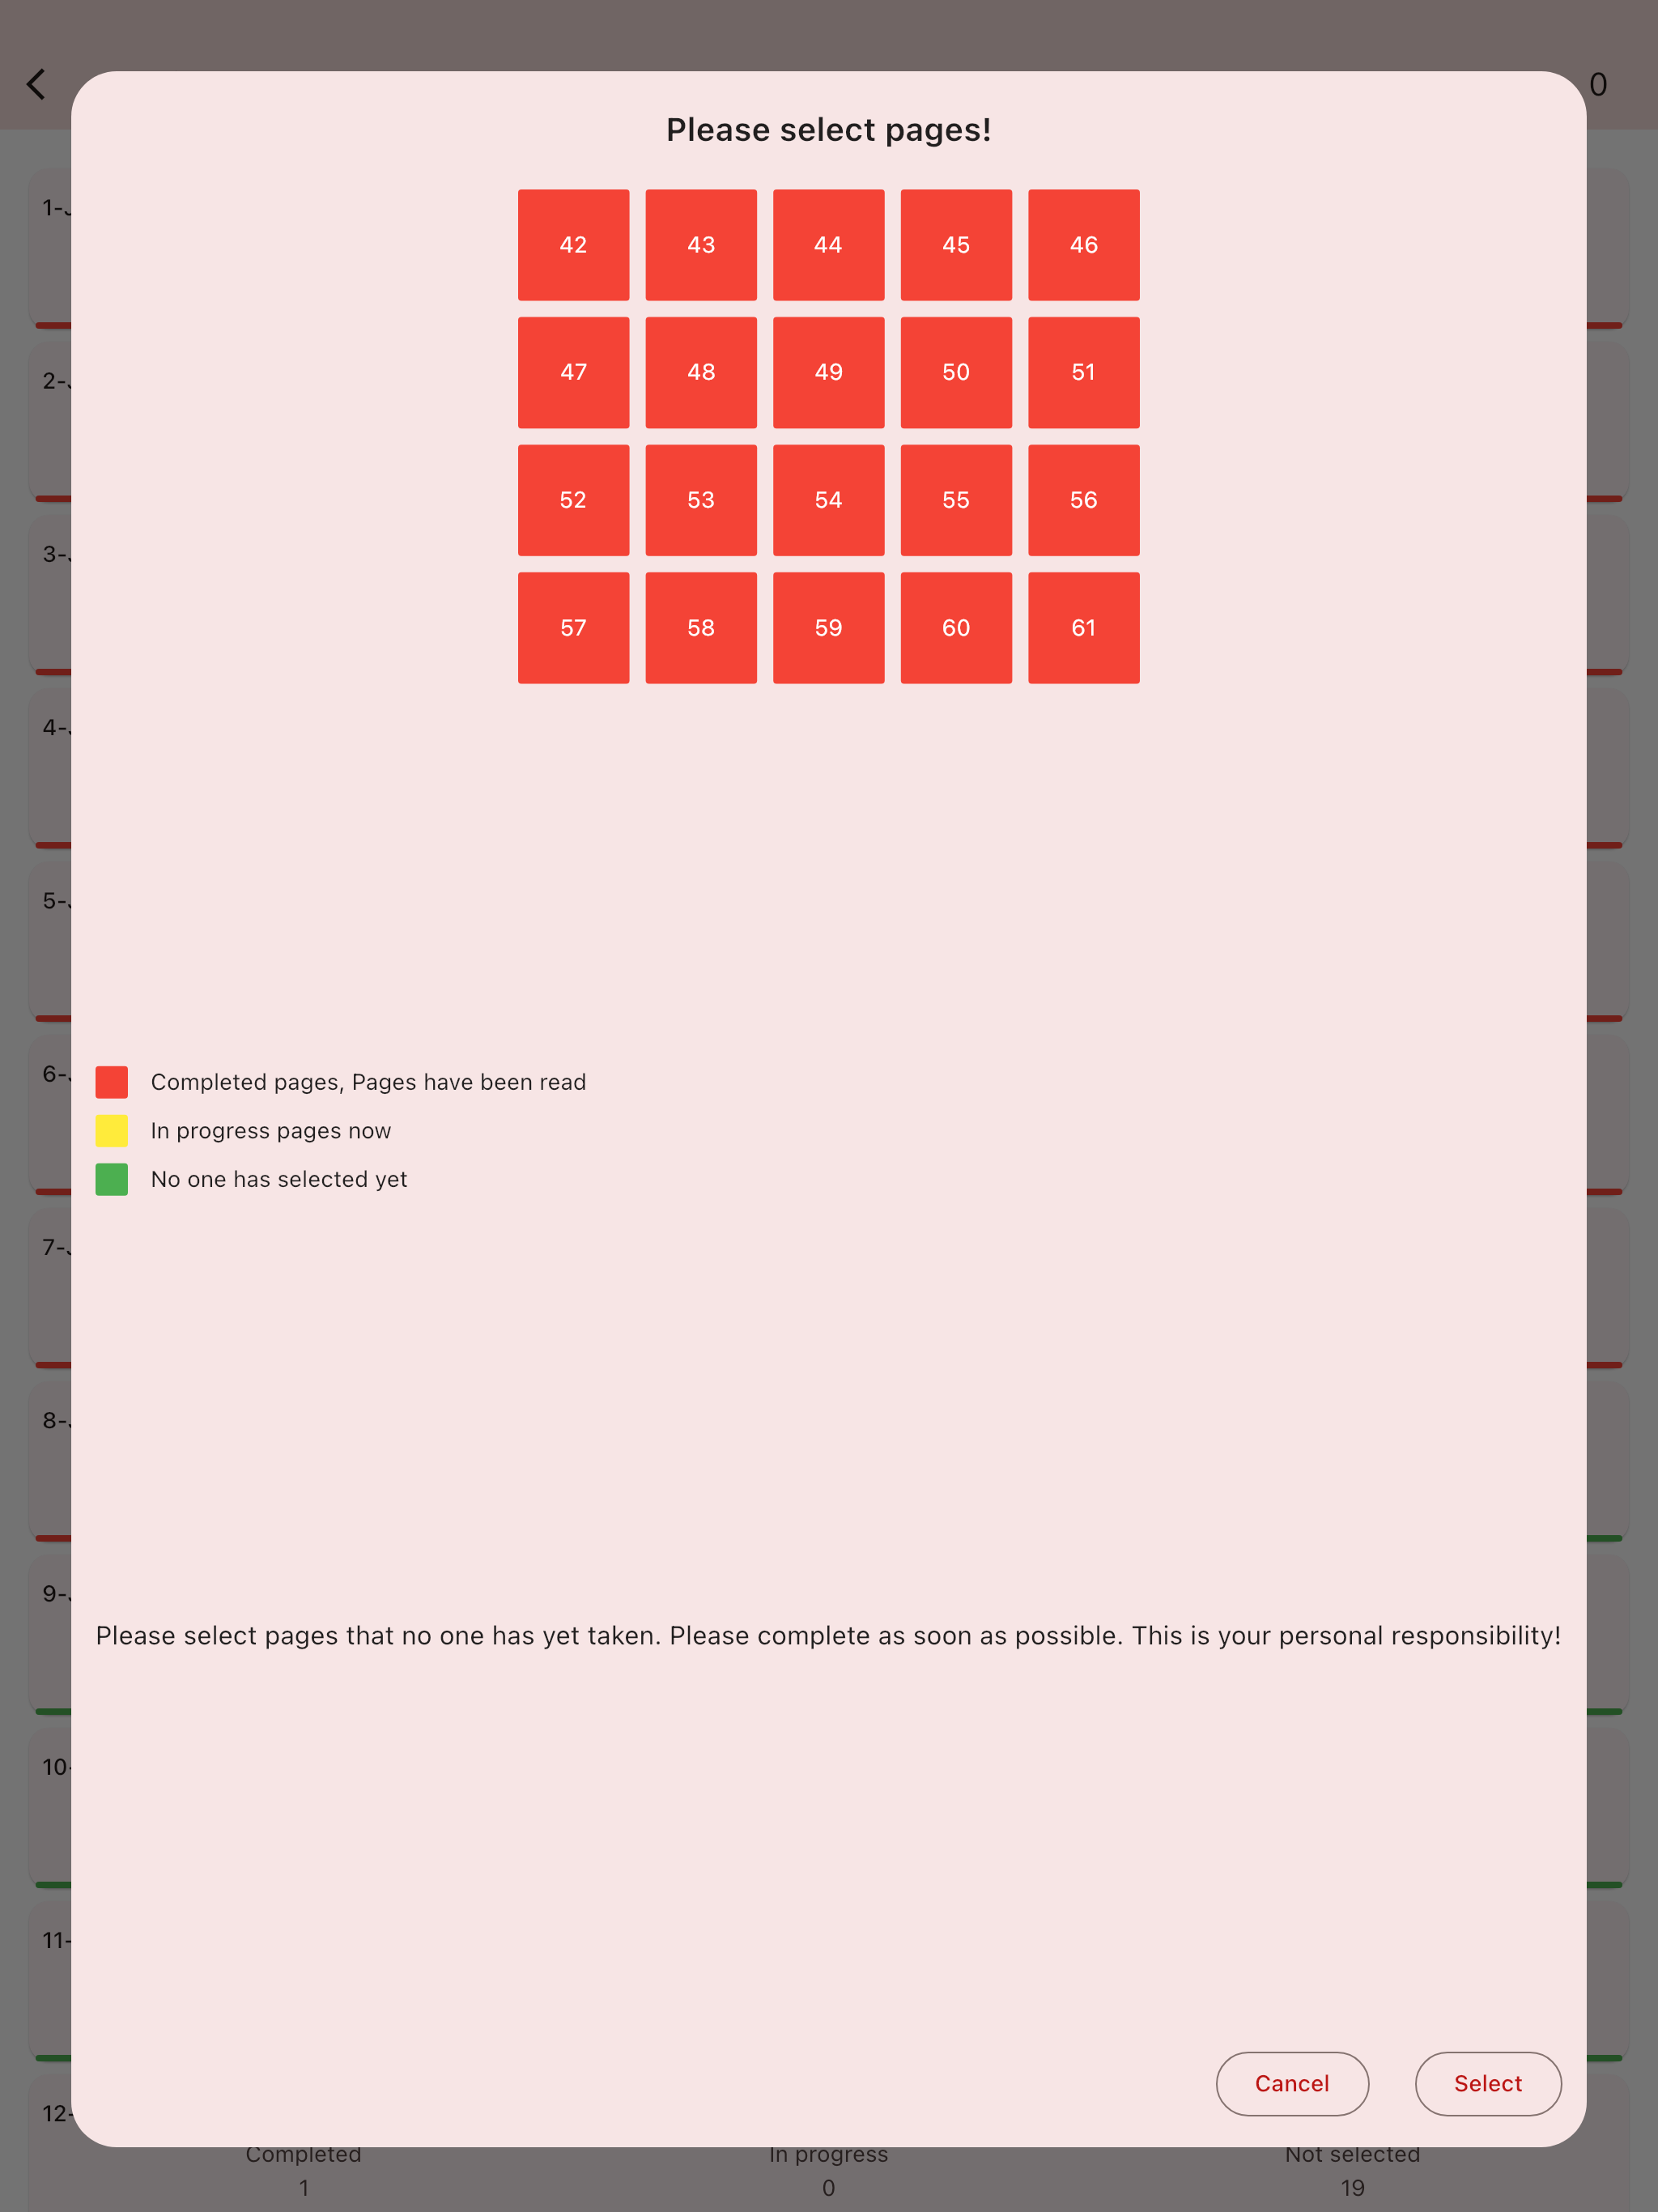 0
Please select pages!
42 43 44 45 46
47 48 49 50 51
52 53 54 55 56
57 58 59 60 61
1-
2-
3-
4-
5-
6-
7-
8-
9-
10-
11-
12-
Completed pages, Pages have been read
In progress pages now
No one has selected yet
Please select pages that no one has yet taken. Please complete as soon as possible. This is your personal responsibility!
Cancel Select
Completed In progress Not selected
1 0 19